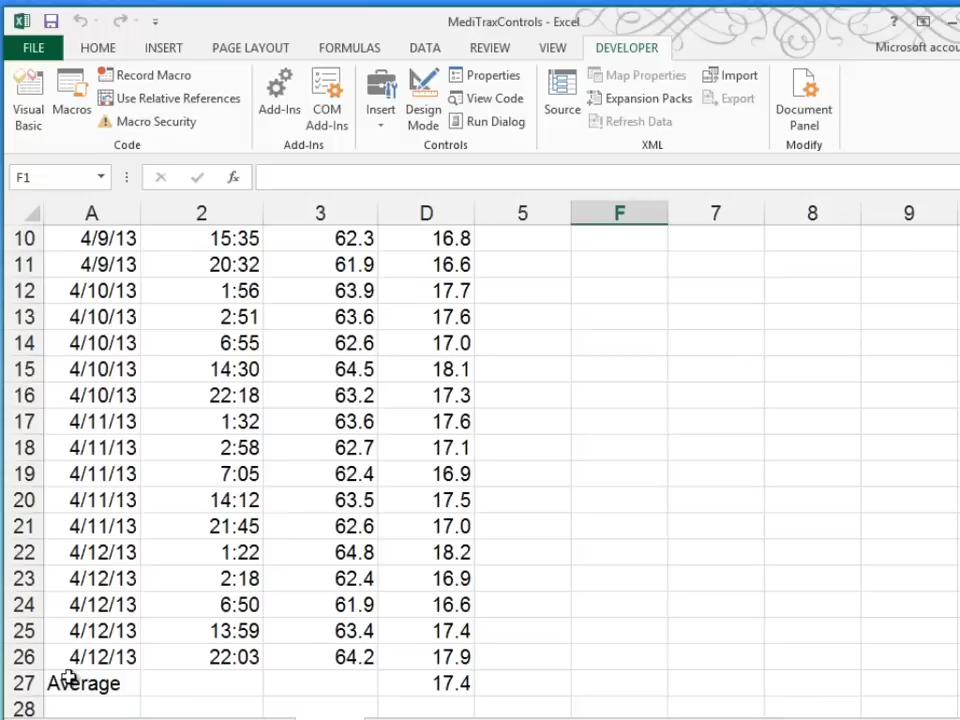 MediTraxControls - Excel
?
FILE HOME INSERT PAGE LAYOUT FORMULAS DATA REVIEW VIEW DEVELOPER Microsoft accou
Visual Basic
Macros
Record Macro
Use Relative References
Macro Security
Code
Add-Ins
COM Add-Ins
Add-Ins
Insert
Design Mode
Properties
View Code
Run Dialog
Controls
Source
Map Properties
Expansion Packs
Refresh Data
Import
Export
XML
Document Panel
Modify
F1 fx
A 2 3 D 5 F 7 8 9
10 4/9/13 15:35 62.3 16.8
11 4/9/13 20:32 61.9 16.6
12 4/10/13 1:56 63.9 17.7
13 4/10/13 2:51 63.6 17.6
14 4/10/13 6:55 62.6 17.0
15 4/10/13 14:30 64.5 18.1
16 4/10/13 22:18 63.2 17.3
17 4/11/13 1:32 63.6 17.6
18 4/11/13 2:58 62.7 17.1
19 4/11/13 7:05 62.4 16.9
20 4/11/13 14:12 63.5 17.5
21 4/11/13 21:45 62.6 17.0
22 4/12/13 1:22 64.8 18.2
23 4/12/13 2:18 62.4 16.9
24 4/12/13 6:50 61.9 16.6
25 4/12/13 13:59 63.4 17.4
26 4/12/13 22:03 64.2 17.9
27 Average 17.4
28